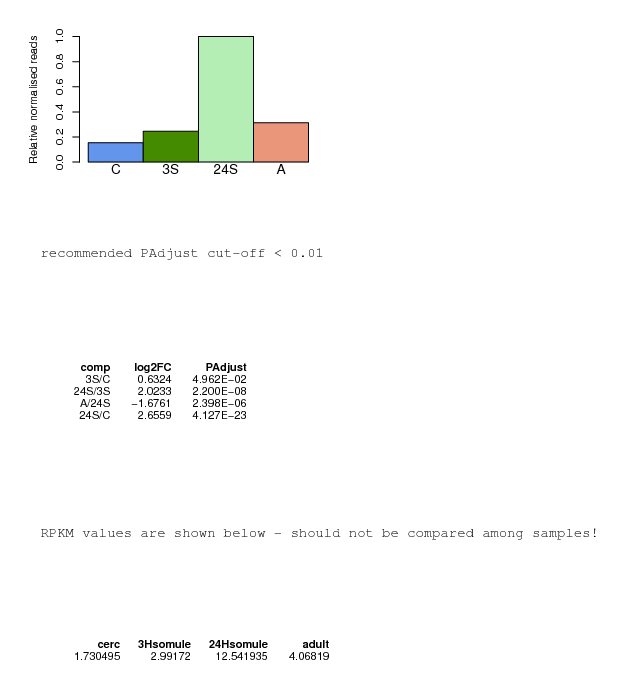 Relative normalised reads
1.0
0.8
0.6
0.4
0.2
0.0
C 3S 24S A
recommended PAdjust cut-off < 0.01
comp log2FC PAdjust
3S/C 0.6324 4.962E−02
24S/3S 2.0233 2.200E−08
A/24S −1.6761 2.398E−06
24S/C 2.6559 4.127E−23
RPKM values are shown below - should not be compared among samples!
cerc 3Hsomule 24Hsomule adult
1.730495 2.99172 12.541935 4.06819